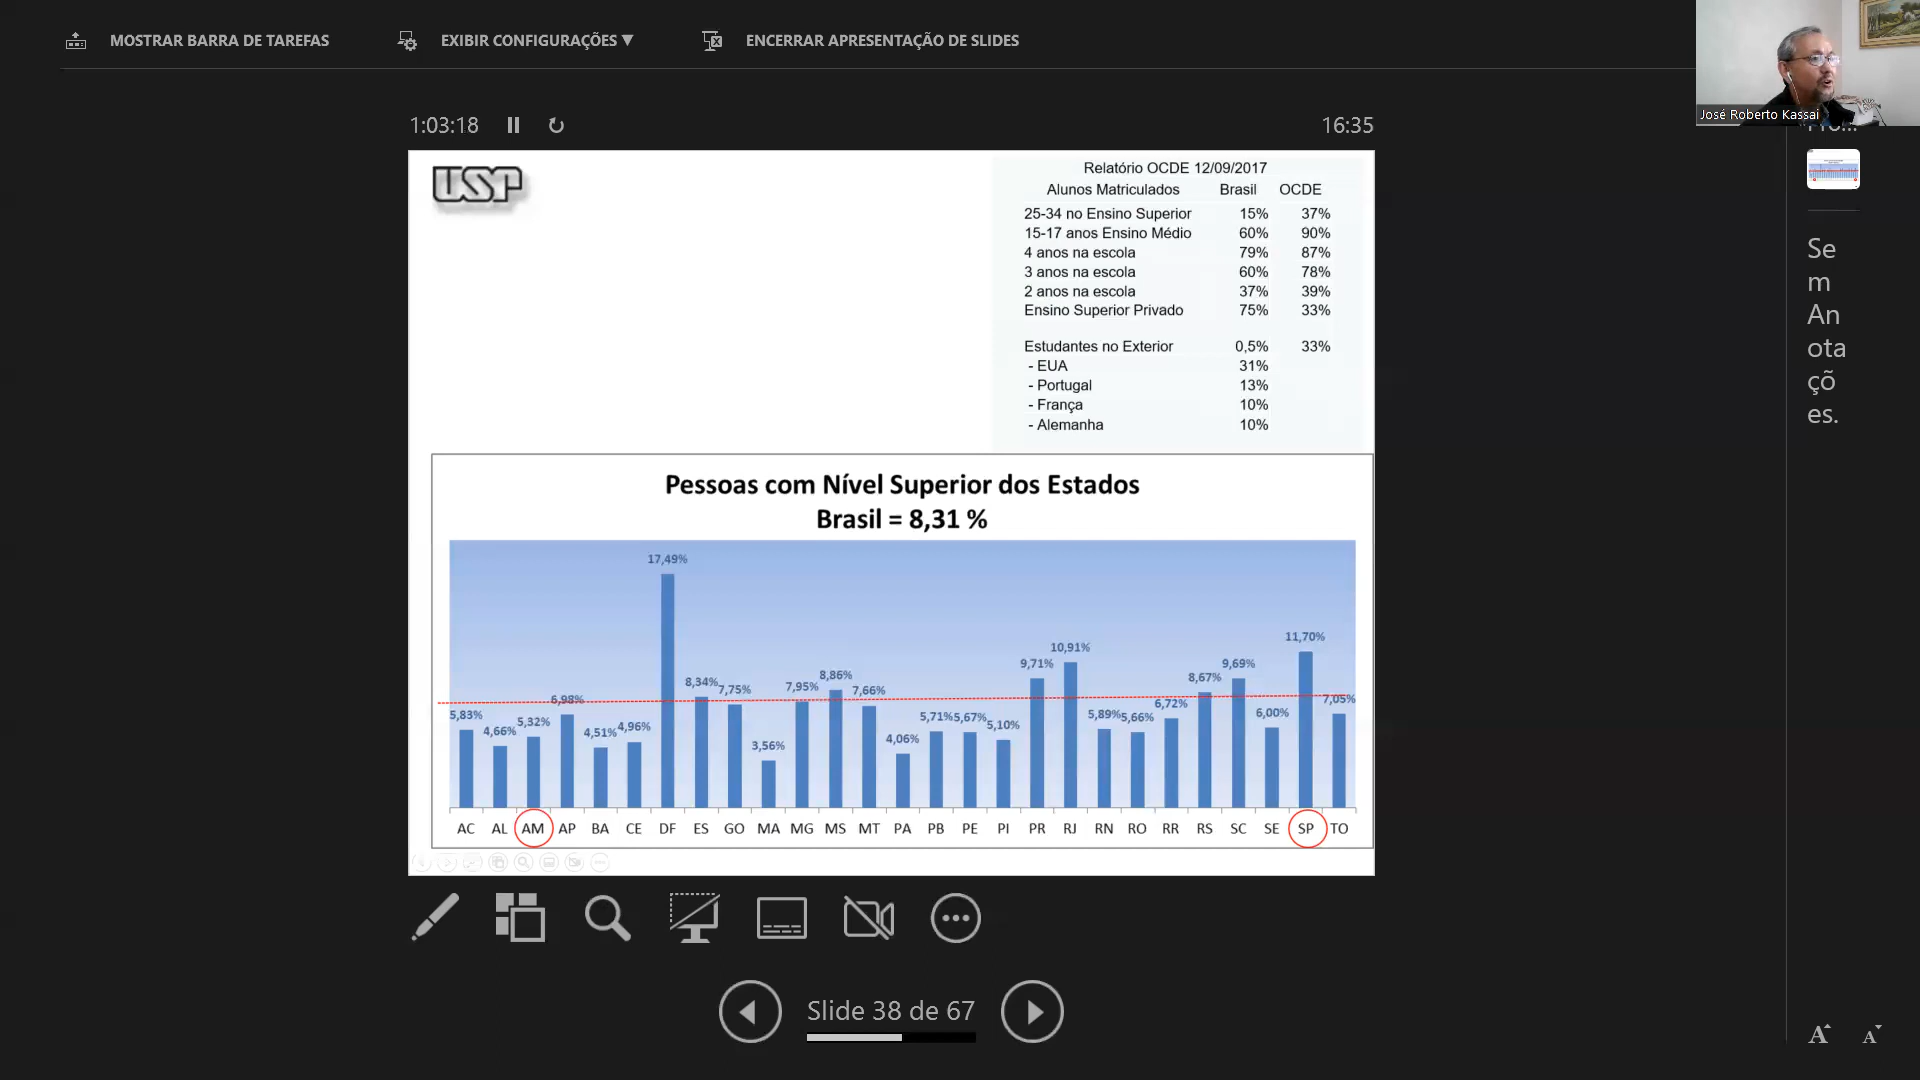 MOSTRAR BARRA DE TAREFAS
EXIBIR CONFIGURAÇÕES ▼
ENCERRAR APRESENTAÇÃO DE SLIDES
José Roberto Kassai
1:03:18
16:35
USP
Relatório OCDE 12/09/2017
Alunos Matriculados Brasil OCDE
25-34 no Ensino Superior 15% 37%
15-17 anos Ensino Médio 60% 90%
4 anos na escola 79% 87%
3 anos na escola 60% 78%
2 anos na escola 37% 39%
Ensino Superior Privado 75% 33%
Estudantes no Exterior 0,5% 33%
- EUA 31%
- Portugal 13%
- França 10%
- Alemanha 10%
Pessoas com Nível Superior dos Estados
Brasil = 8,31 %
5,83% 4,66% 5,32% 6,98% 4,51% 4,96% 17,49% 8,34% 7,75% 3,56% 7,95% 8,86% 7,66% 4,06% 5,71% 5,67% 5,10% 9,71% 10,91% 5,89% 5,66% 6,72% 8,67% 9,69% 6,00% 11,70% 7,05%
AC AL AM AP BA CE DF ES GO MA MG MS MT PA PB PE PI PR RJ RN RO RR RS SC SE SP TO
Se
m
An
ota
çõ
es.
Slide 38 de 67
A A